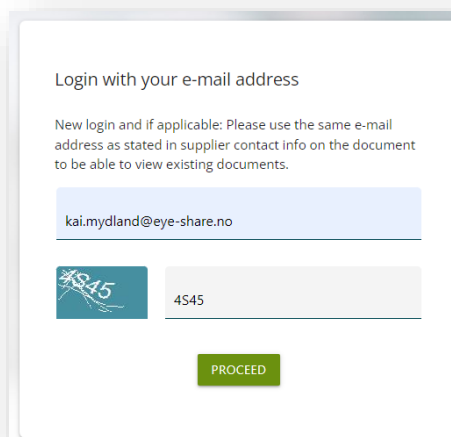 Login with your e-mail address
New login and if applicable: Please use the same e-mail
address as stated in supplier contact info on the document
to be able to view existing documents.
kai.mydland@eye-share.no
4S45
4S45
PROCEED